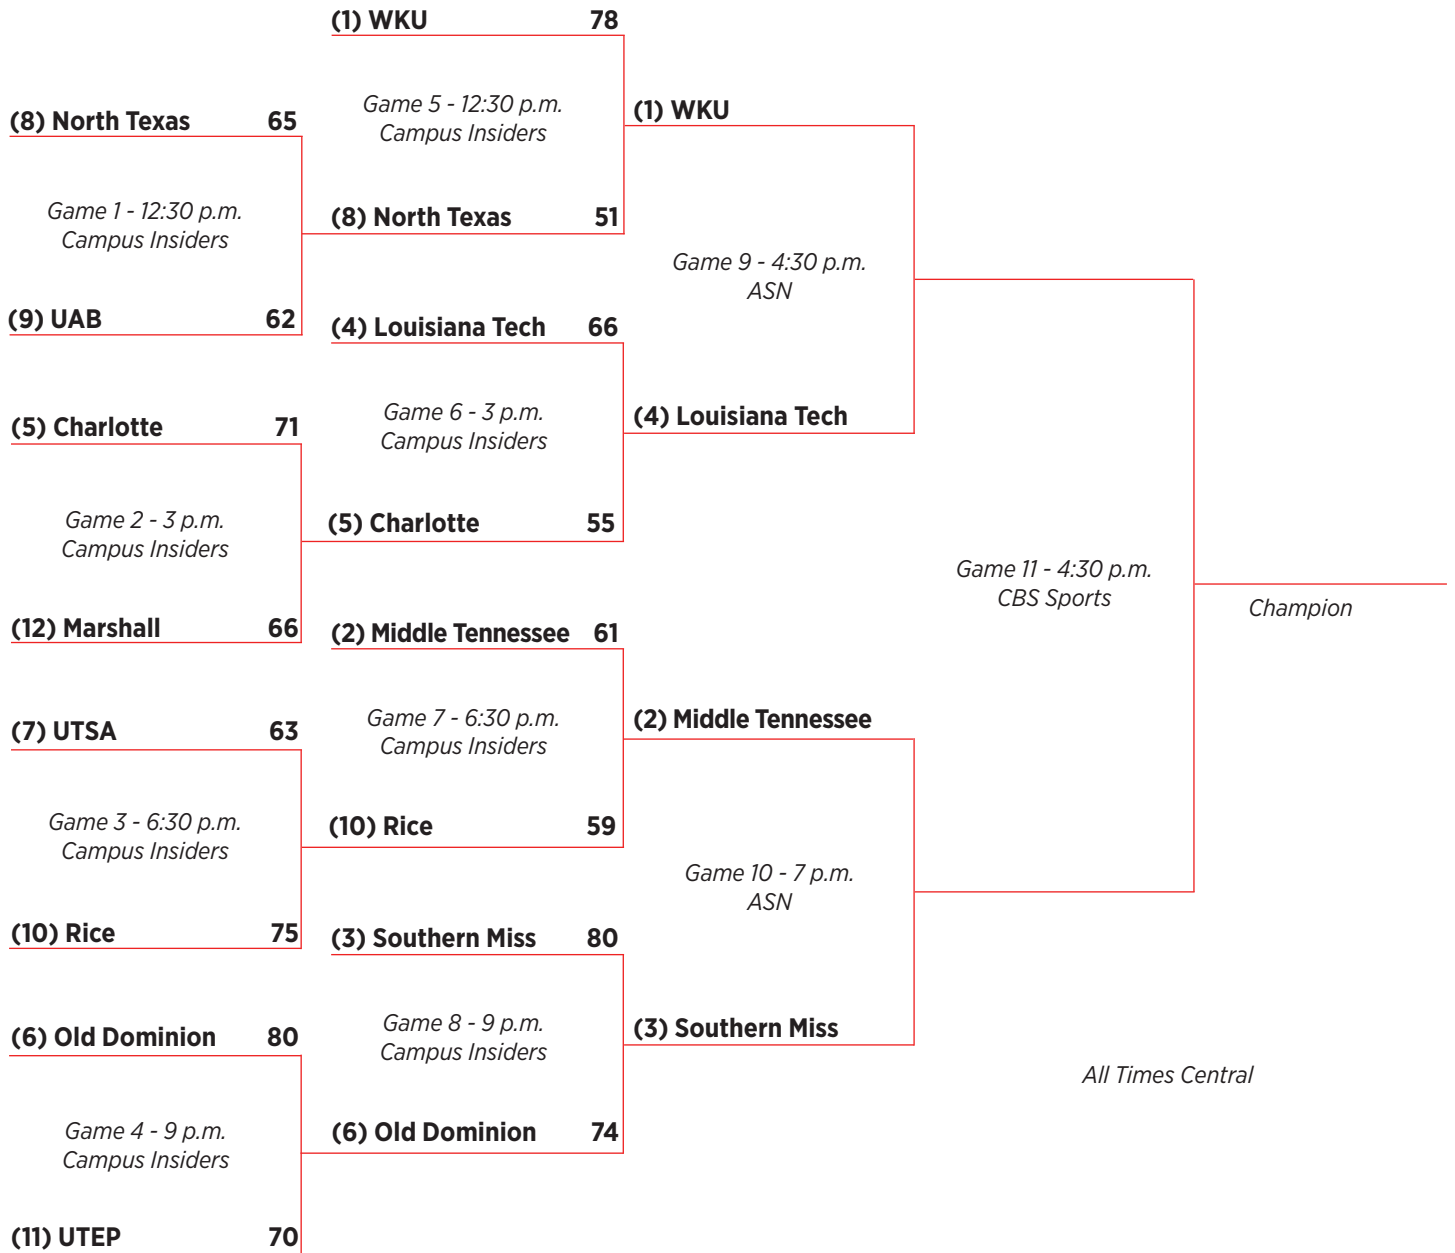 (8) North Texas 65
Game 1 - 12:30 p.m.
Campus Insiders
(9) UAB 62
(5) Charlotte 71
Game 2 - 3 p.m.
Campus Insiders
(12) Marshall 66
(7) UTSA 63
Game 3 - 6:30 p.m.
Campus Insiders
(10) Rice 75
(6) Old Dominion 80
Game 4 - 9 p.m.
Campus Insiders
(11) UTEP 70
(1) WKU 78
Game 5 - 12:30 p.m.
Campus Insiders
(8) North Texas 51
(4) Louisiana Tech 66
Game 6 - 3 p.m.
Campus Insiders
(5) Charlotte 55
(2) Middle Tennessee 61
Game 7 - 6:30 p.m.
Campus Insiders
(10) Rice 59
(3) Southern Miss 80
Game 8 - 9 p.m.
Campus Insiders
(6) Old Dominion 74
(1) WKU
Game 9 - 4:30 p.m.
ASN
(4) Louisiana Tech
(2) Middle Tennessee
Game 10 - 7 p.m.
ASN
(3) Southern Miss
Game 11 - 4:30 p.m.
CBS Sports
Champion
All Times Central